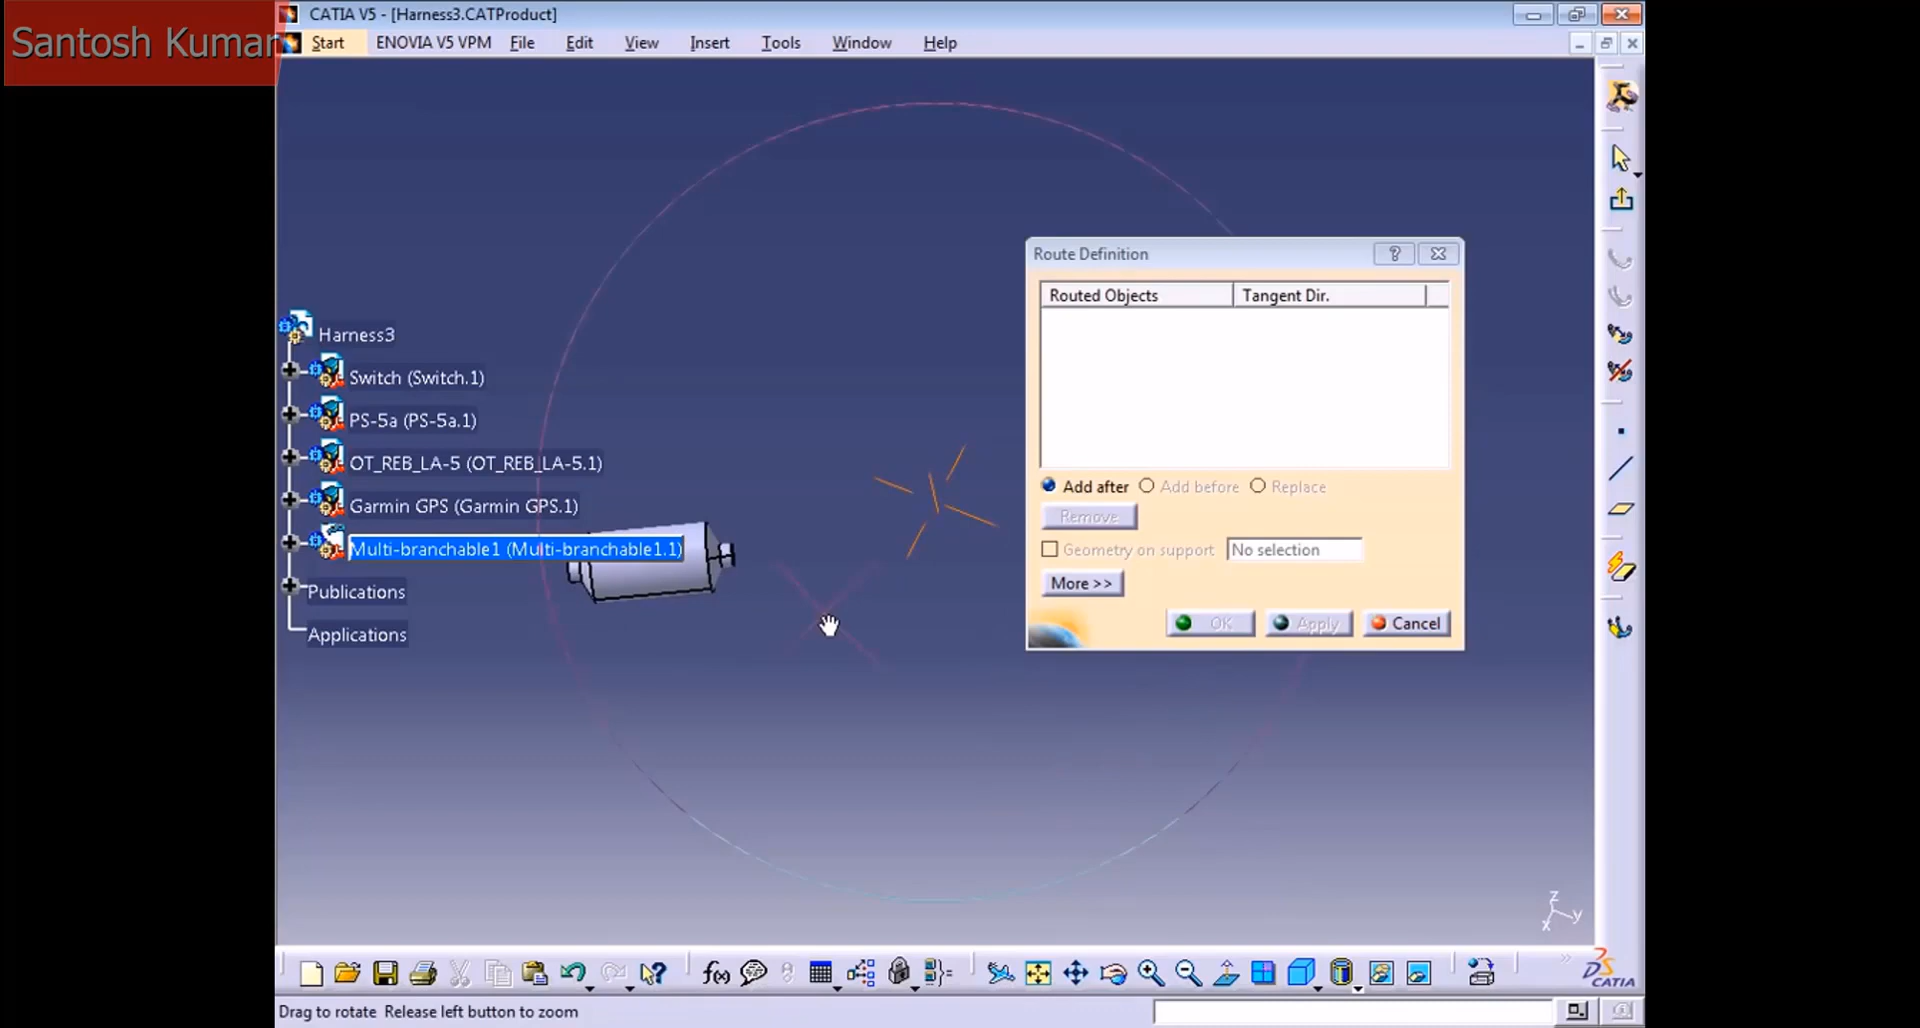 Santosh Kumar
CATIA V5 - [Harness3.CATProduct]
Start ENOVIA V5 VPM File Edit View Insert Tools Window Help
Route Definition
Routed Objects Tangent Dir.
Harness3
Switch (Switch.1)
PS-5a (PS-5a.1)
OT_REB_LA-5 (OT_REB_LA-5.1)
Garmin GPS (Garmin GPS.1)
Multi-branchable1 (Multi-branchable1.1)
Publications
Applications
Add after Add before Replace
Remove
Geometry on support No selection
More >>
OK Apply Cancel
z
y
x
f(x)
CATIA
Drag to rotate Release left button to zoom